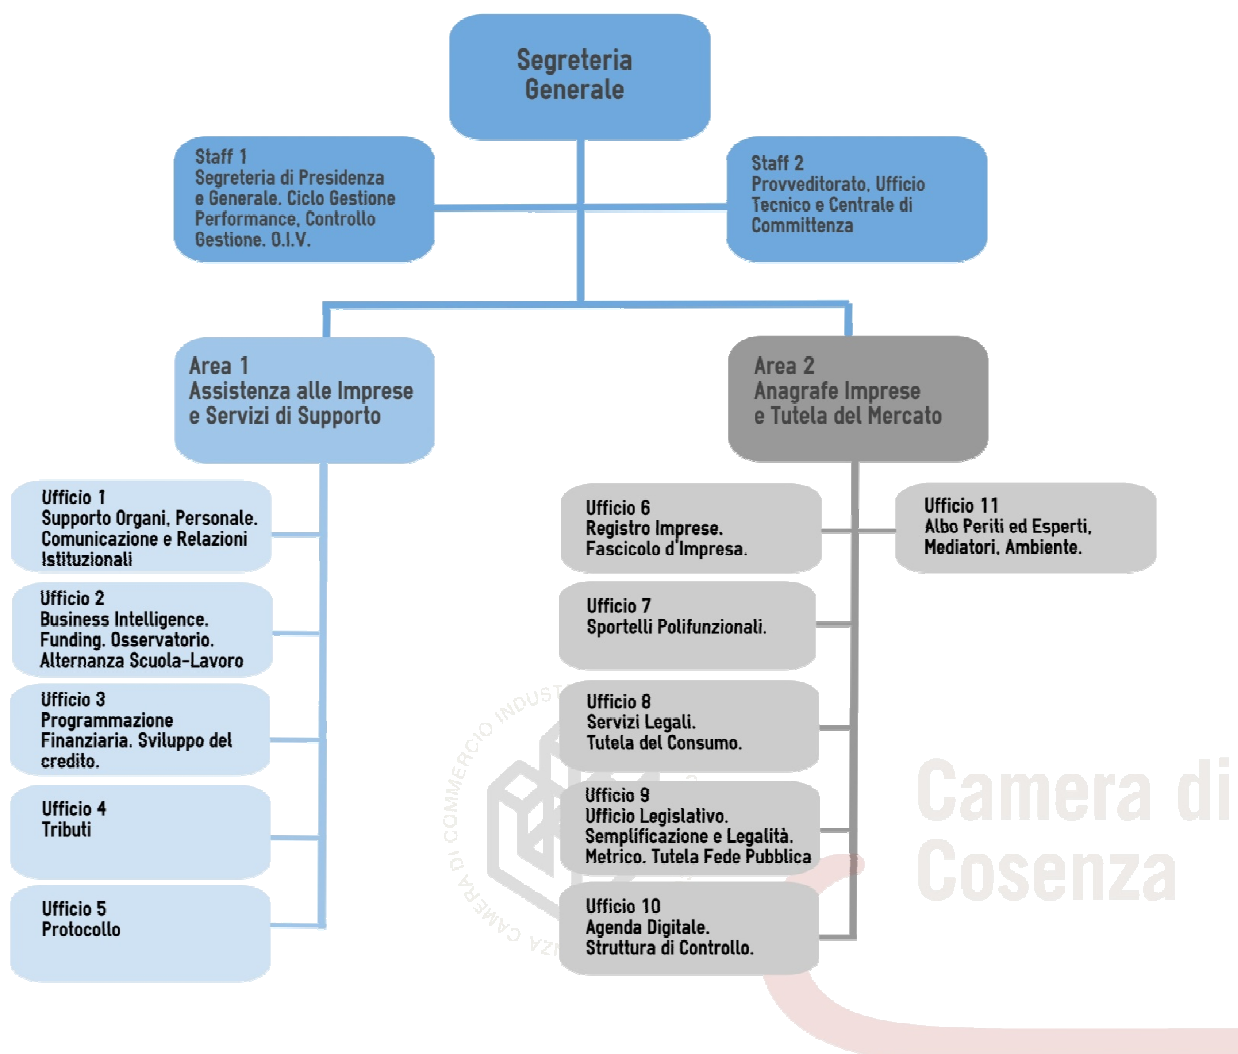 Segreteria
Generale
Staff 1
Segreteria di Presidenza
e Generale. Ciclo Gestione
Performance, Controllo
Gestione. O.I.V.
Staff 2
Provveditorato, Ufficio
Tecnico e Centrale di
Committenza
Area 1
Assistenza alle Imprese
e Servizi di Supporto
Area 2
Anagrafe Imprese
e Tutela del Mercato
Ufficio 1
Supporto Organi, Personale.
Comunicazione e Relazioni
Istituzionali
Ufficio 2
Business Intelligence.
Funding. Osservatorio.
Alternanza Scuola-Lavoro
Ufficio 3
Programmazione
Finanziaria. Sviluppo del
credito.
Ufficio 4
Tributi
Ufficio 5
Protocollo
Ufficio 6
Registro Imprese.
Fascicolo d'Impresa.
Ufficio 7
Sportelli Polifunzionali.
Ufficio 8
Servizi Legali.
Tutela del Consumo.
Ufficio 9
Ufficio Legislativo.
Semplificazione e Legalità.
Metrico. Tutela Fede Pubblica
Ufficio 10
Agenda Digitale.
Struttura di Controllo.
Ufficio 11
Albo Periti ed Esperti,
Mediatori, Ambiente.
CAMERA DI COMMERCIO
Camera di
Cosenza